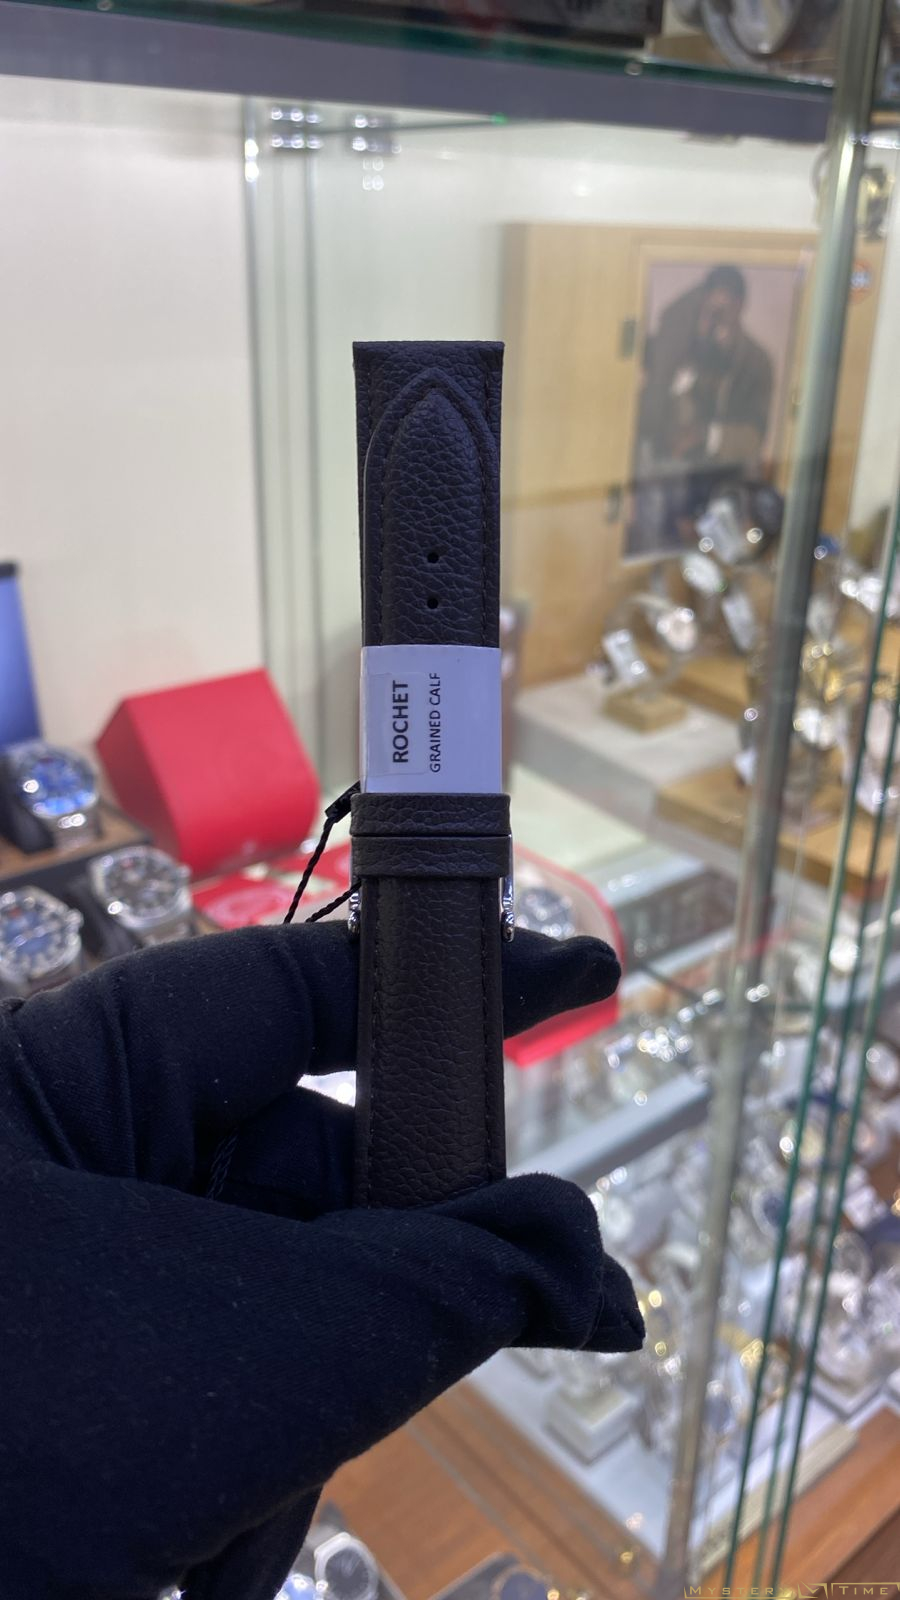 ROCHET
GRAINED CALF
MYSTERY TIME